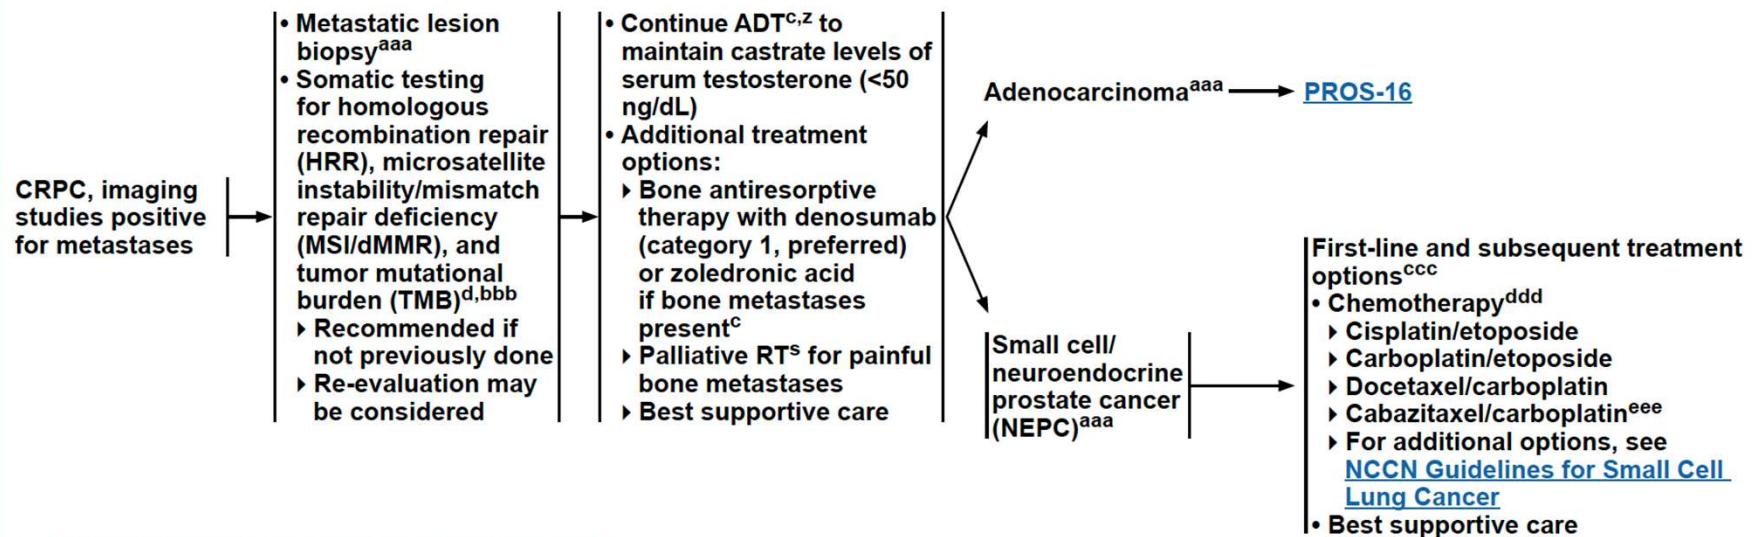 CRPC, imaging
studies positive
for metastases
• Metastatic lesion
biopsyaaa
• Somatic testing
for homologous
recombination repair
(HRR), microsatellite
instability/mismatch
repair deficiency
(MSI/dMMR), and
tumor mutational
burden (TMB)d,bbb
▸ Recommended if
not previously done
▸ Re-evaluation may
be considered
• Continue ADTc,z to
maintain castrate levels of
serum testosterone (<50
ng/dL)
• Additional treatment
options:
▸ Bone antiresorptive
therapy with denosumab
(category 1, preferred)
or zoledronic acid
if bone metastases
presentc
▸ Palliative RTs for painful
bone metastases
▸ Best supportive care
Adenocarcinomaaaa
PROS-16
Small cell/
neuroendocrine
prostate cancer
(NEPC)aaa
First-line and subsequent treatment
optionsccc
• Chemotherapyddd
▸ Cisplatin/etoposide
▸ Carboplatin/etoposide
▸ Docetaxel/carboplatin
▸ Cabazitaxel/carboplatineee
▸ For additional options, see
NCCN Guidelines for Small Cell
Lung Cancer
• Best supportive care